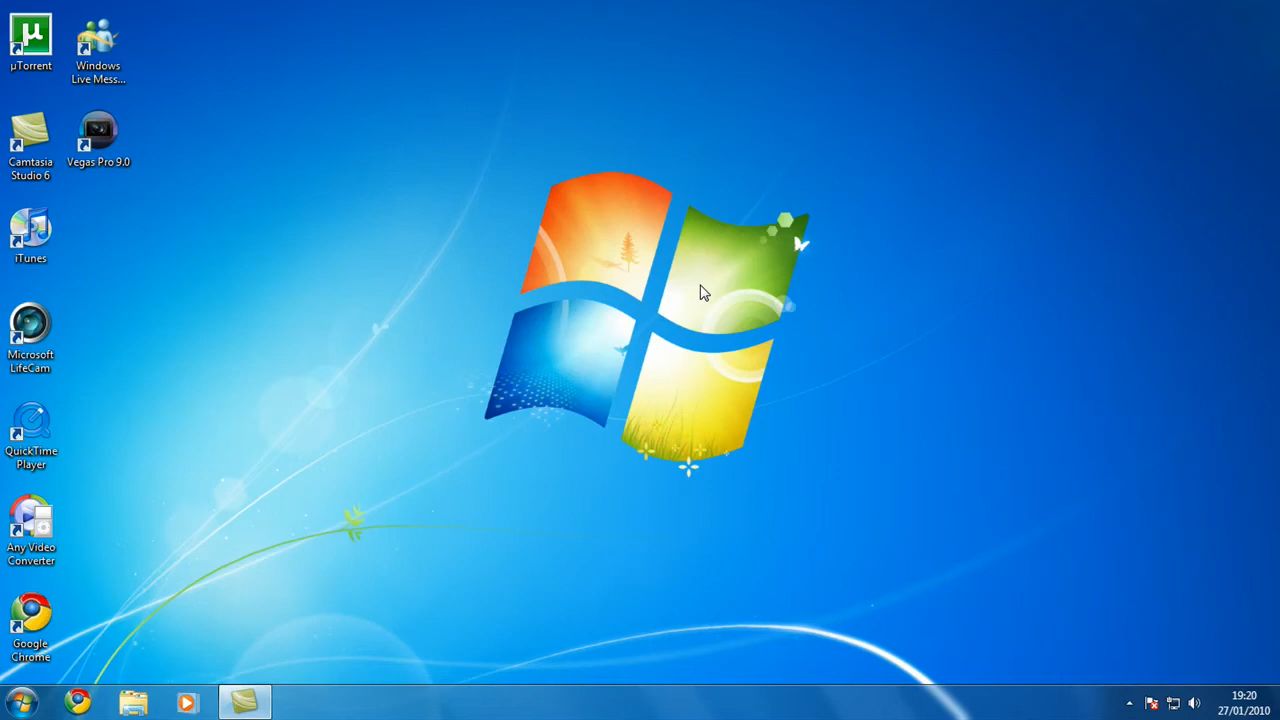 µTorrent
Windows
Live Mess...
Camtasia
Studio 6
Vegas Pro 9.0
iTunes
Microsoft
LifeCam
QuickTime
Player
Any Video
Converter
Google
Chrome
19:20
27/01/2010